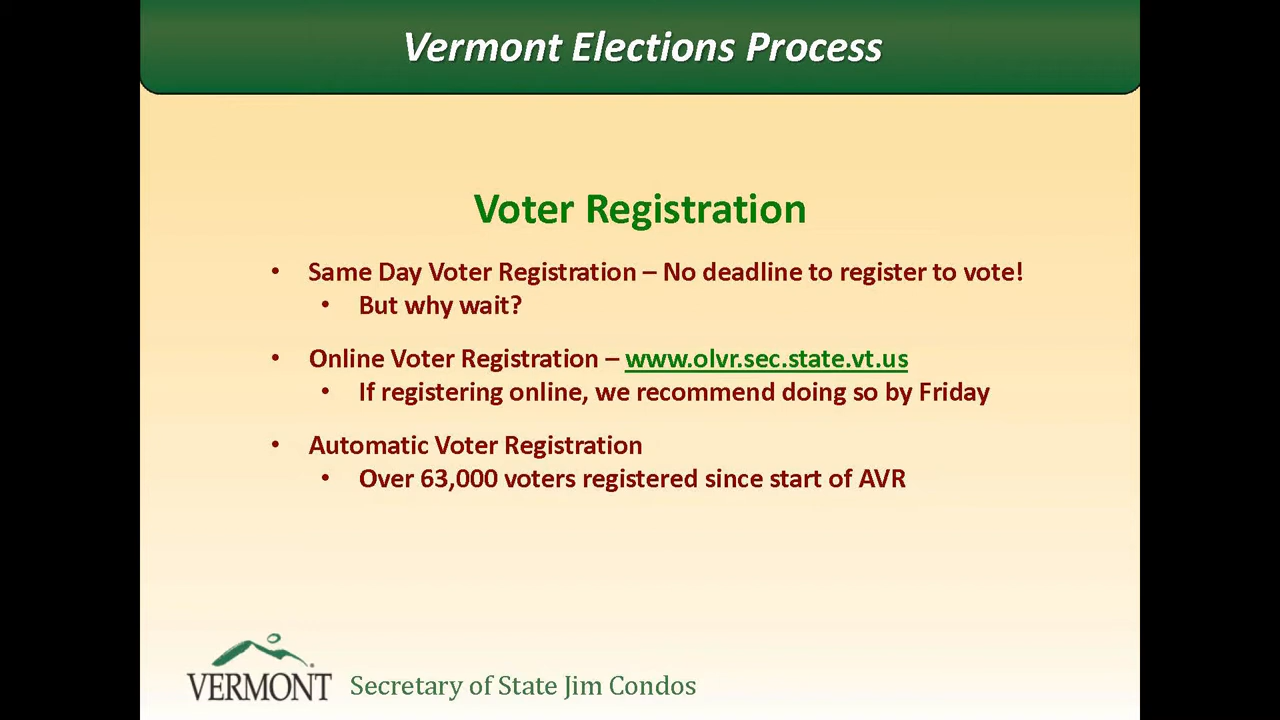 Vermont Elections Process
Voter Registration
• Same Day Voter Registration – No deadline to register to vote!
• But why wait?
• Online Voter Registration – www.olvr.sec.state.vt.us
• If registering online, we recommend doing so by Friday
• Automatic Voter Registration
• Over 63,000 voters registered since start of AVR
VERMONT Secretary of State Jim Condos